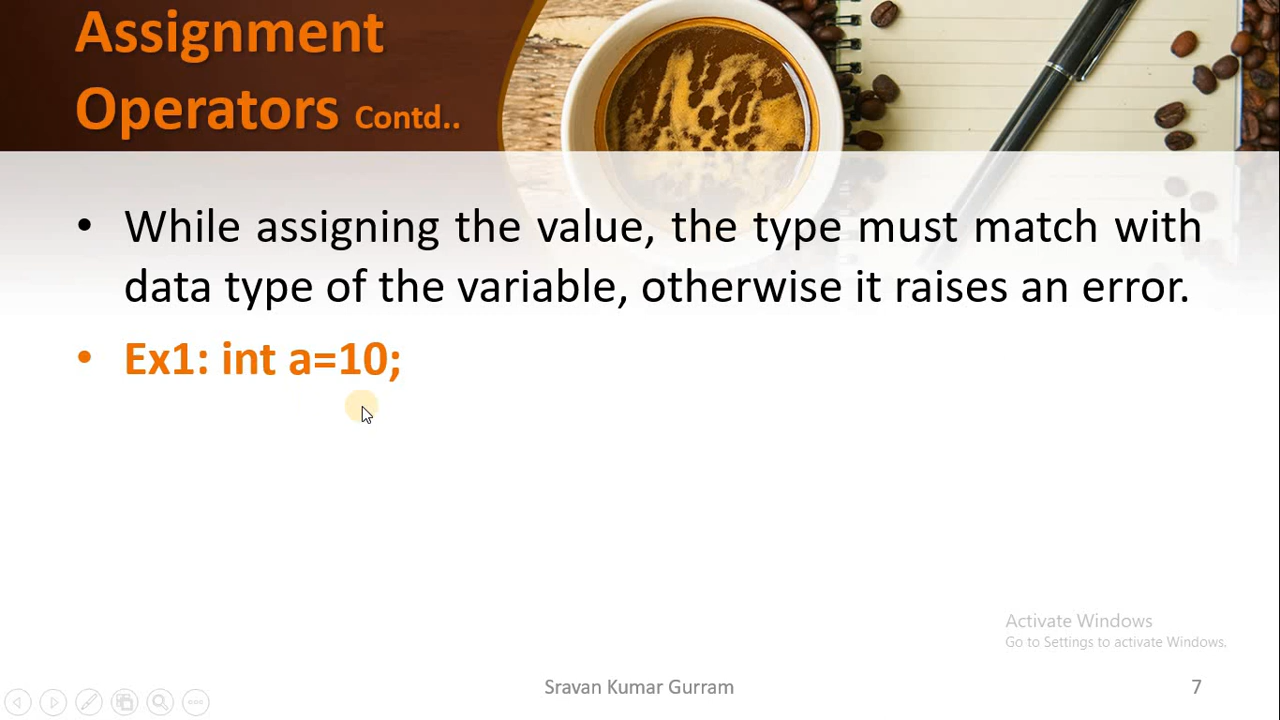 Assignment
Operators Contd..
• While assigning the value, the type must match with
data type of the variable, otherwise it raises an error.
• Ex1: int a=10;
Activate Windows
Go to Settings to activate Windows.
Sravan Kumar Gurram
7